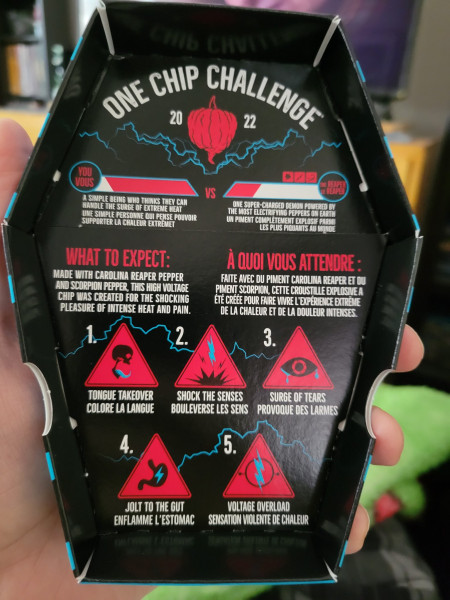 ONE CHIP CHALLENGE
2022
YOU
VOUS
VS
A SIMPLE BEING WHO THINKS THEY CAN
HANDLE THE SURGE OF EXTREME HEAT
UNE SIMPLE PERSONNE QUI PENSE POUVOIR
SUPPORTER LA CHALEUR EXTRÊME!
ONE SUPER-CHARGED DEMON POWERED BY
THE MOST ELECTRIFYING PEPPERS ON EARTH
UN PIMENT COMPLÈTEMENT EXPLOSIF PARMI
LES PLUS PIQUANTS AU MONDE
WHAT TO EXPECT:
MADE WITH CAROLINA REAPER PEPPER
AND SCORPION PEPPER, THIS HIGH VOLTAGE
CHIP WAS CREATED FOR THE SHOCKING
PLEASURE OF INTENSE HEAT AND PAIN.
À QUOI VOUS ATTENDRE :
FAITE AVEC DU PIMENT CAROLINA REAPER ET DU
PIMENT SCORPION, CETTE CROUSTILLE EXPLOSIVE A
ÉTÉ CRÉÉE POUR FAIRE VIVRE L'EXPÉRIENCE EXTRÊME
DE LA CHALEUR ET DE LA DOULEUR INTENSES.
1.
TONGUE TAKEOVER
COLORE LA LANGUE
2.
SHOCK THE SENSES
BOULEVERSE LES SENS
3.
SURGE OF TEARS
PROVOQUE DES LARMES
4.
JOLT TO THE GUT
ENFLAMME L'ESTOMAC
5.
VOLTAGE OVERLOAD
SENSATION VIOLENTE DE CHALEUR